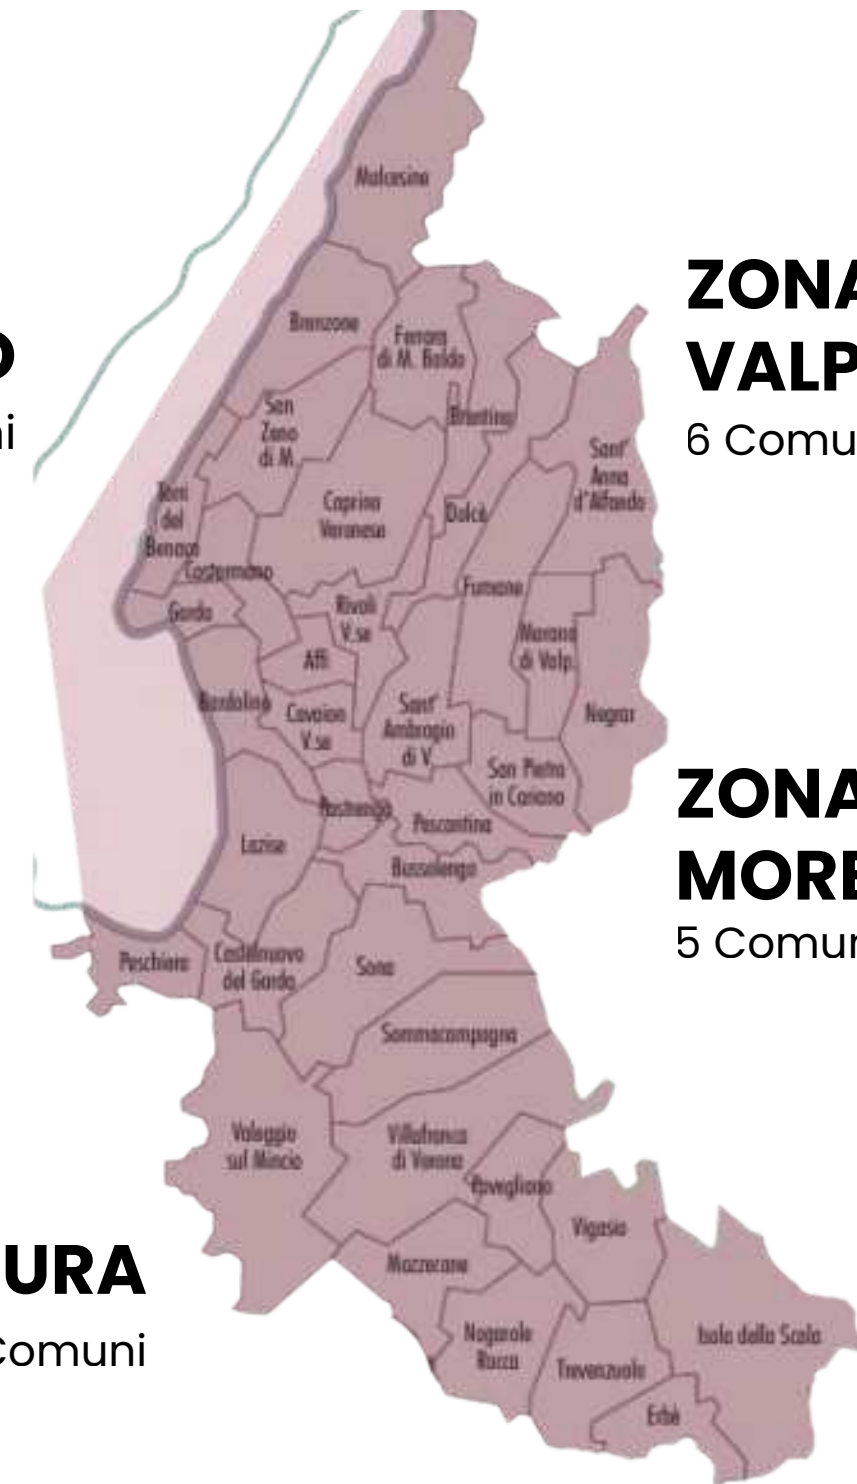 Malcesine
ZONA
VALP
6 Comu
O
ni
Brenzone
Ferrara
di M. Baldo
San
Zeno
di M.
Brentino
Sant'
Anna
d'Alfaedo
Torri
del
Benaco
Caprino
Veronese
Dolcè
Costermano
Fumane
Garda
Rivoli
V.se
Affi
Marano
di Valp.
Bardolino
Cavaion
V.se
Sant'
Ambrogio
di V.
Negrar
San Pietro
in Cariano
ZONA
MORE
5 Comun
Pastrengo
Pescantina
Lazise
Bussolengo
Peschiera
Castelnuovo
del Garda
Sona
Sommacampagna
Valeggio
sul Mincio
Villafranca
di Verona
Povegliano
Vigasio
URA
Comuni
Mozzecane
Nogarole
Rocca
Trevenzuolo
Isola della Scala
Erbè